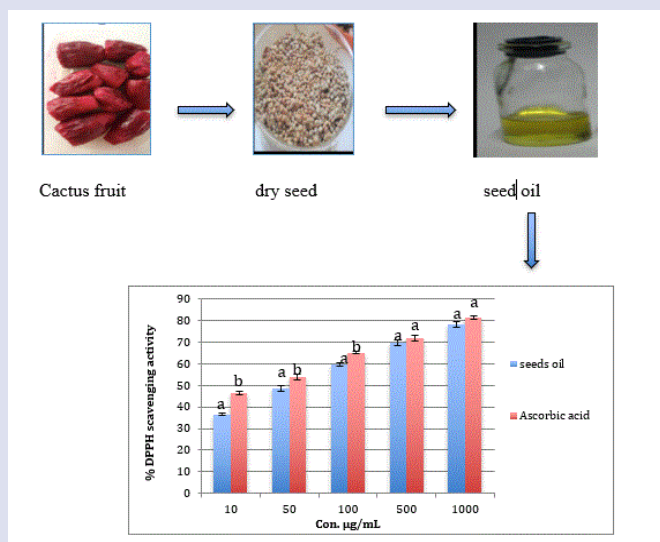 Cactus fruit
dry seed
seed oil
90
80
70
60
50
40
30
20
10
0
% DPPH scavenging activity
a b
a b
a b
a a
a a
10 50 100 500 1000
Con. µg/mL
seeds oil
Ascorbic acid